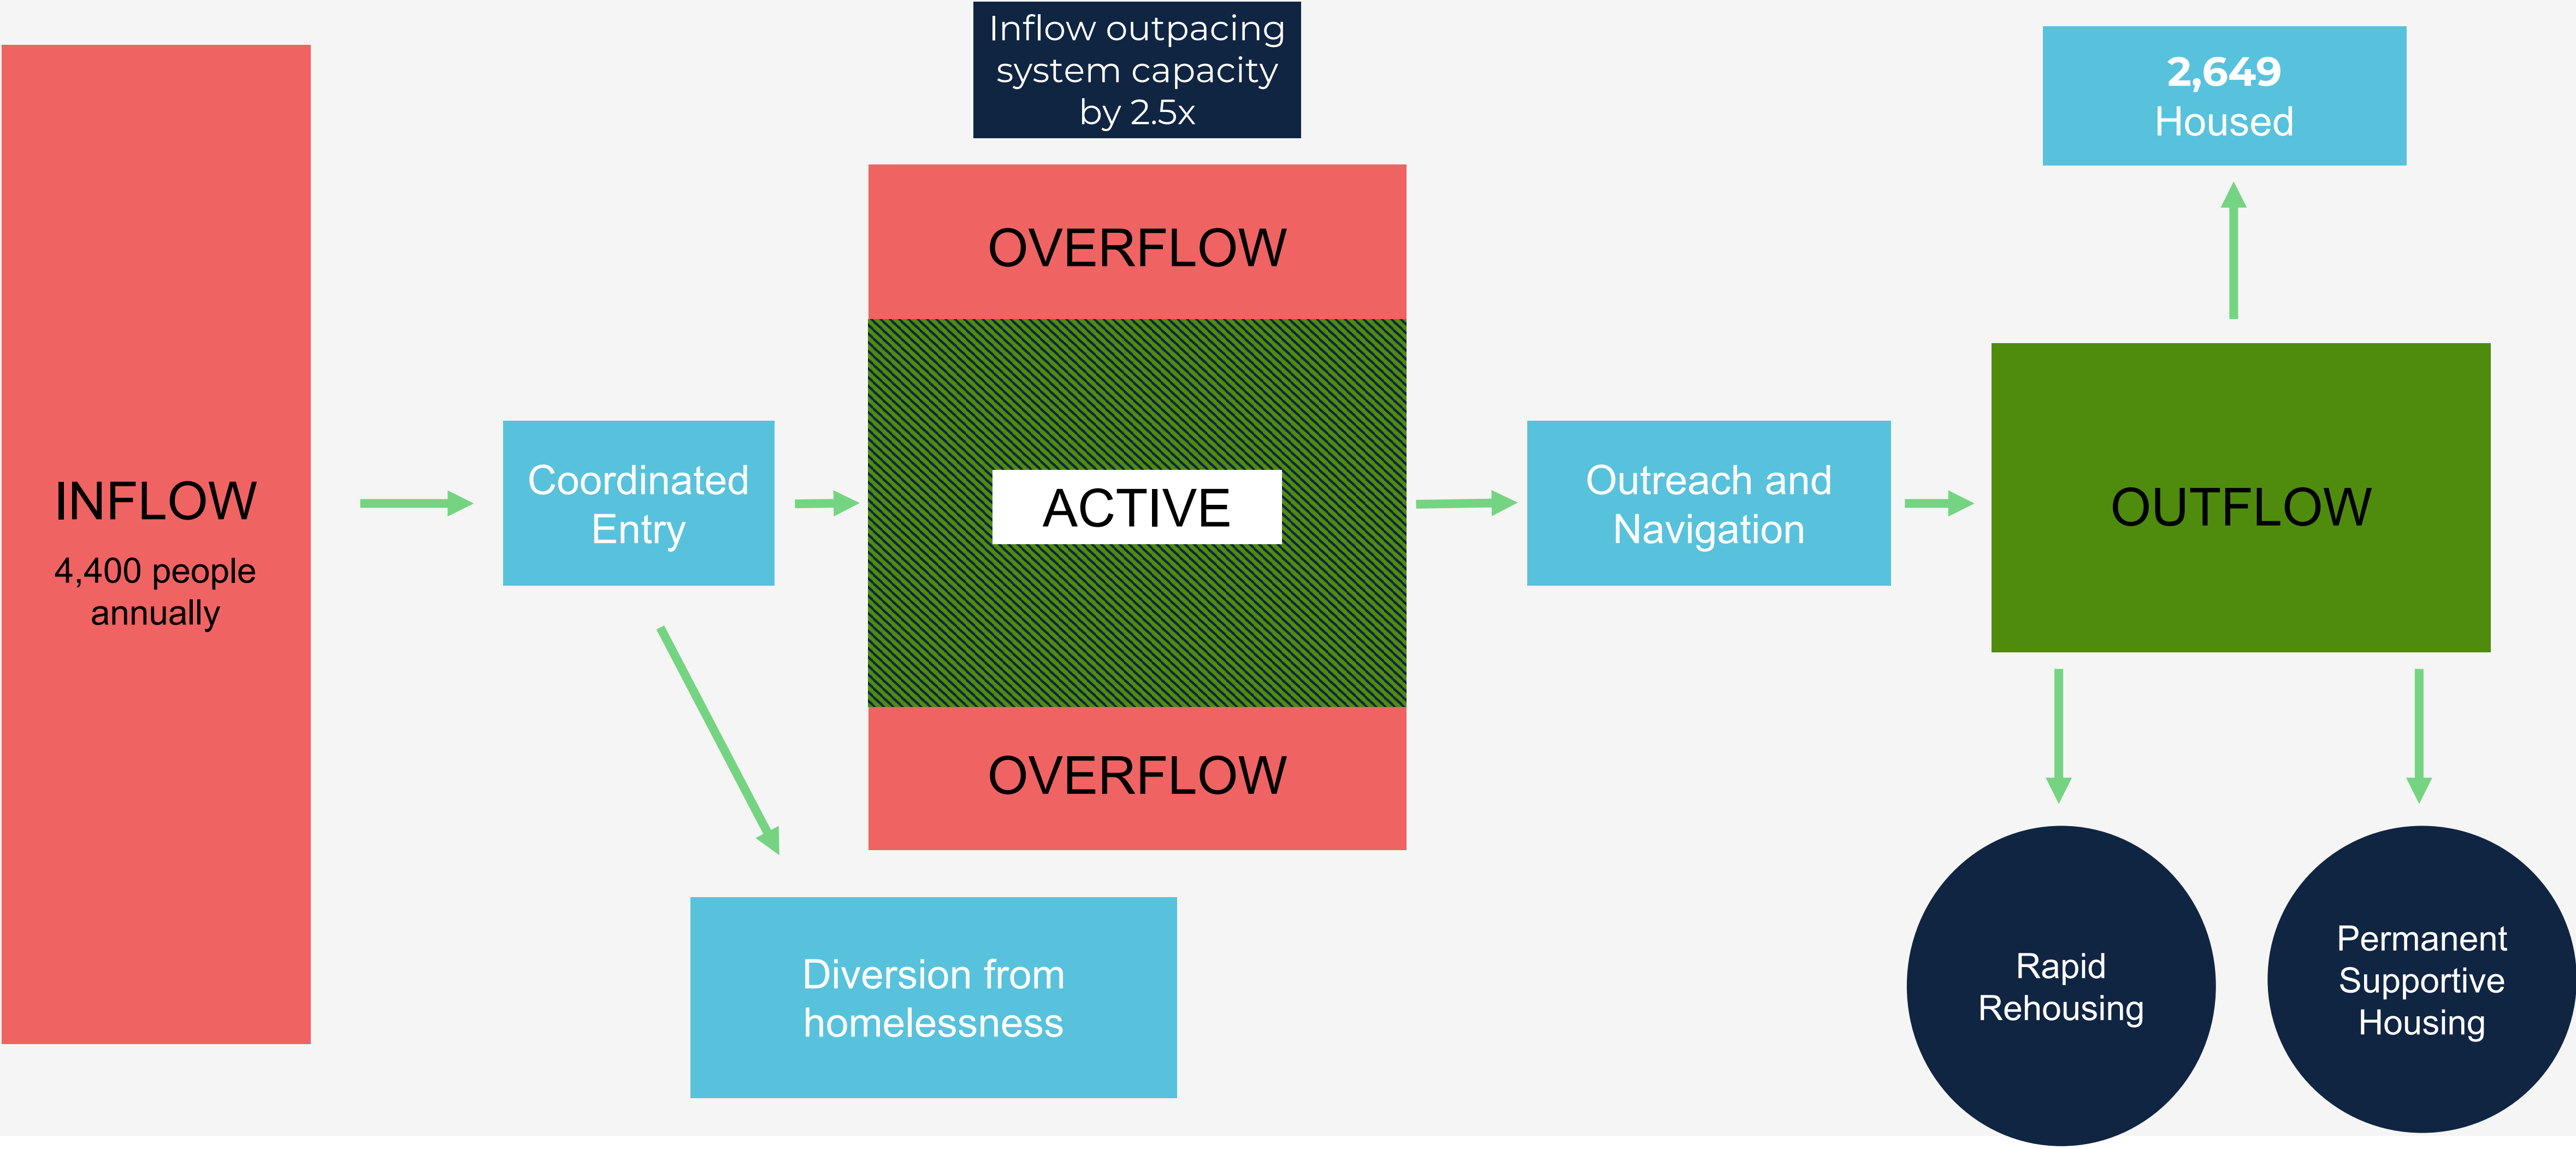 Inflow outpacing
system capacity
by 2.5x
2,649
Housed
OVERFLOW
INFLOW
4,400 people
annually
Coordinated
Entry
ACTIVE
Outreach and
Navigation
OUTFLOW
OVERFLOW
Diversion from
homelessness
Rapid
Rehousing
Permanent
Supportive
Housing